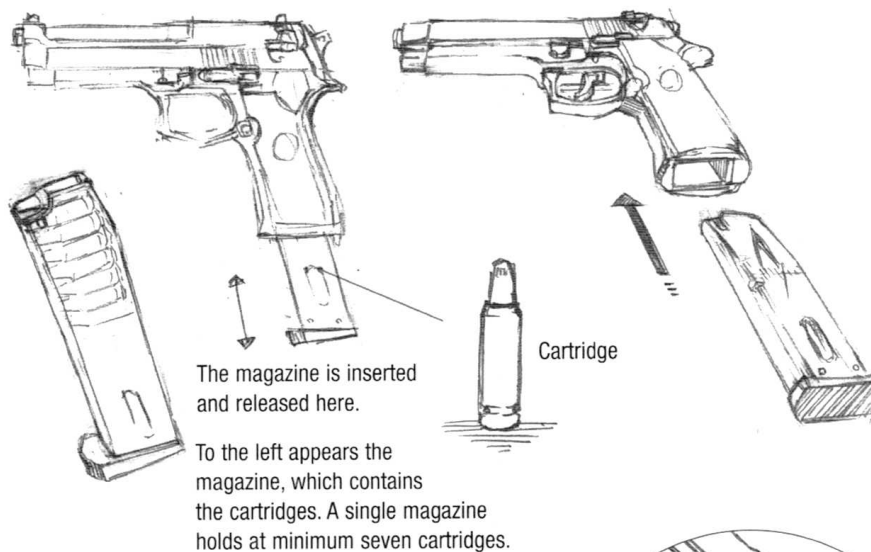 Cartridge
The magazine is inserted
and released here.
To the left appears the
magazine, which contains
the cartridges. A single magazine
holds at minimum seven cartridges.